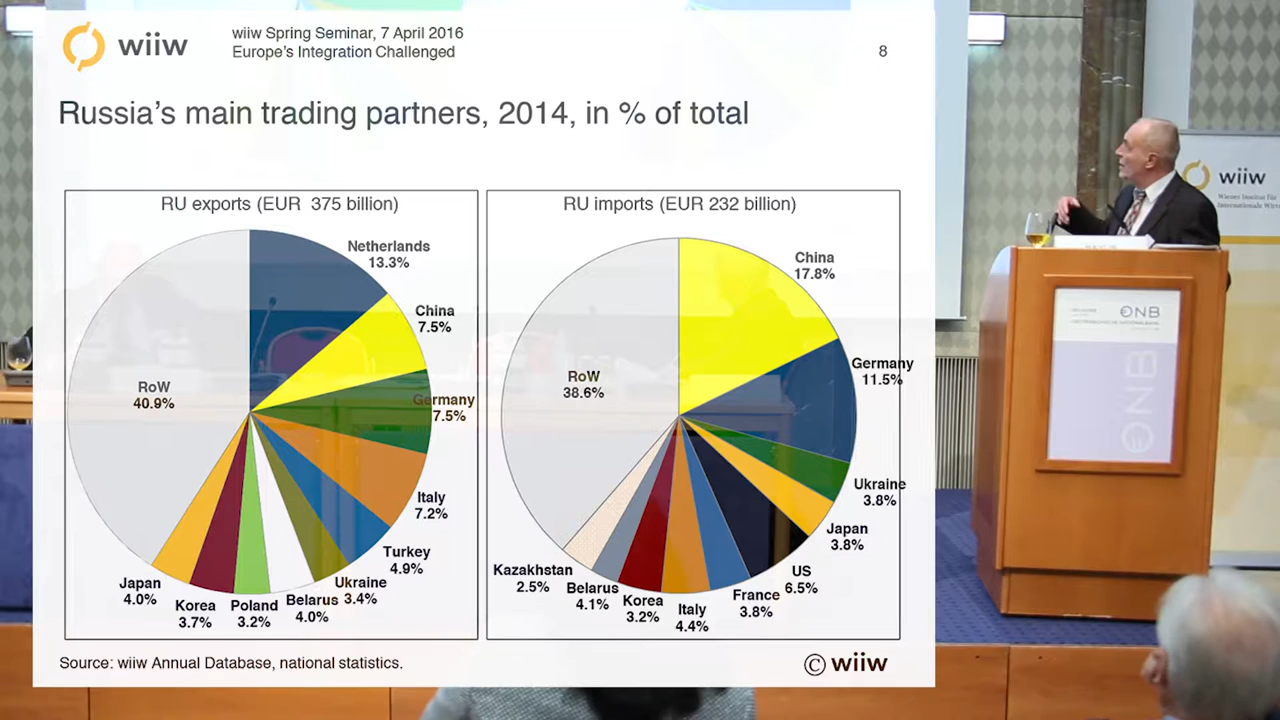 wiiw
wiiw Spring Seminar, 7 April 2016
Europe's Integration Challenged
8
Russia's main trading partners, 2014, in % of total
RU exports (EUR 375 billion)
Netherlands
13.3%
China
7.5%
Germany
7.5%
Italy
7.2%
Turkey
4.9%
Ukraine
3.4%
Belarus
4.0%
Poland
3.2%
Korea
3.7%
Japan
4.0%
RoW
40.9%
RU imports (EUR 232 billion)
China
17.8%
Germany
11.5%
Ukraine
3.8%
Japan
3.8%
US
6.5%
France
3.8%
Italy
4.4%
Korea
3.2%
Belarus
4.1%
Kazakhstan
2.5%
RoW
38.6%
Source: wiiw Annual Database, national statistics.
© wiiw
wiiw
Wiener Institut für
Internationale
ONB
ONB